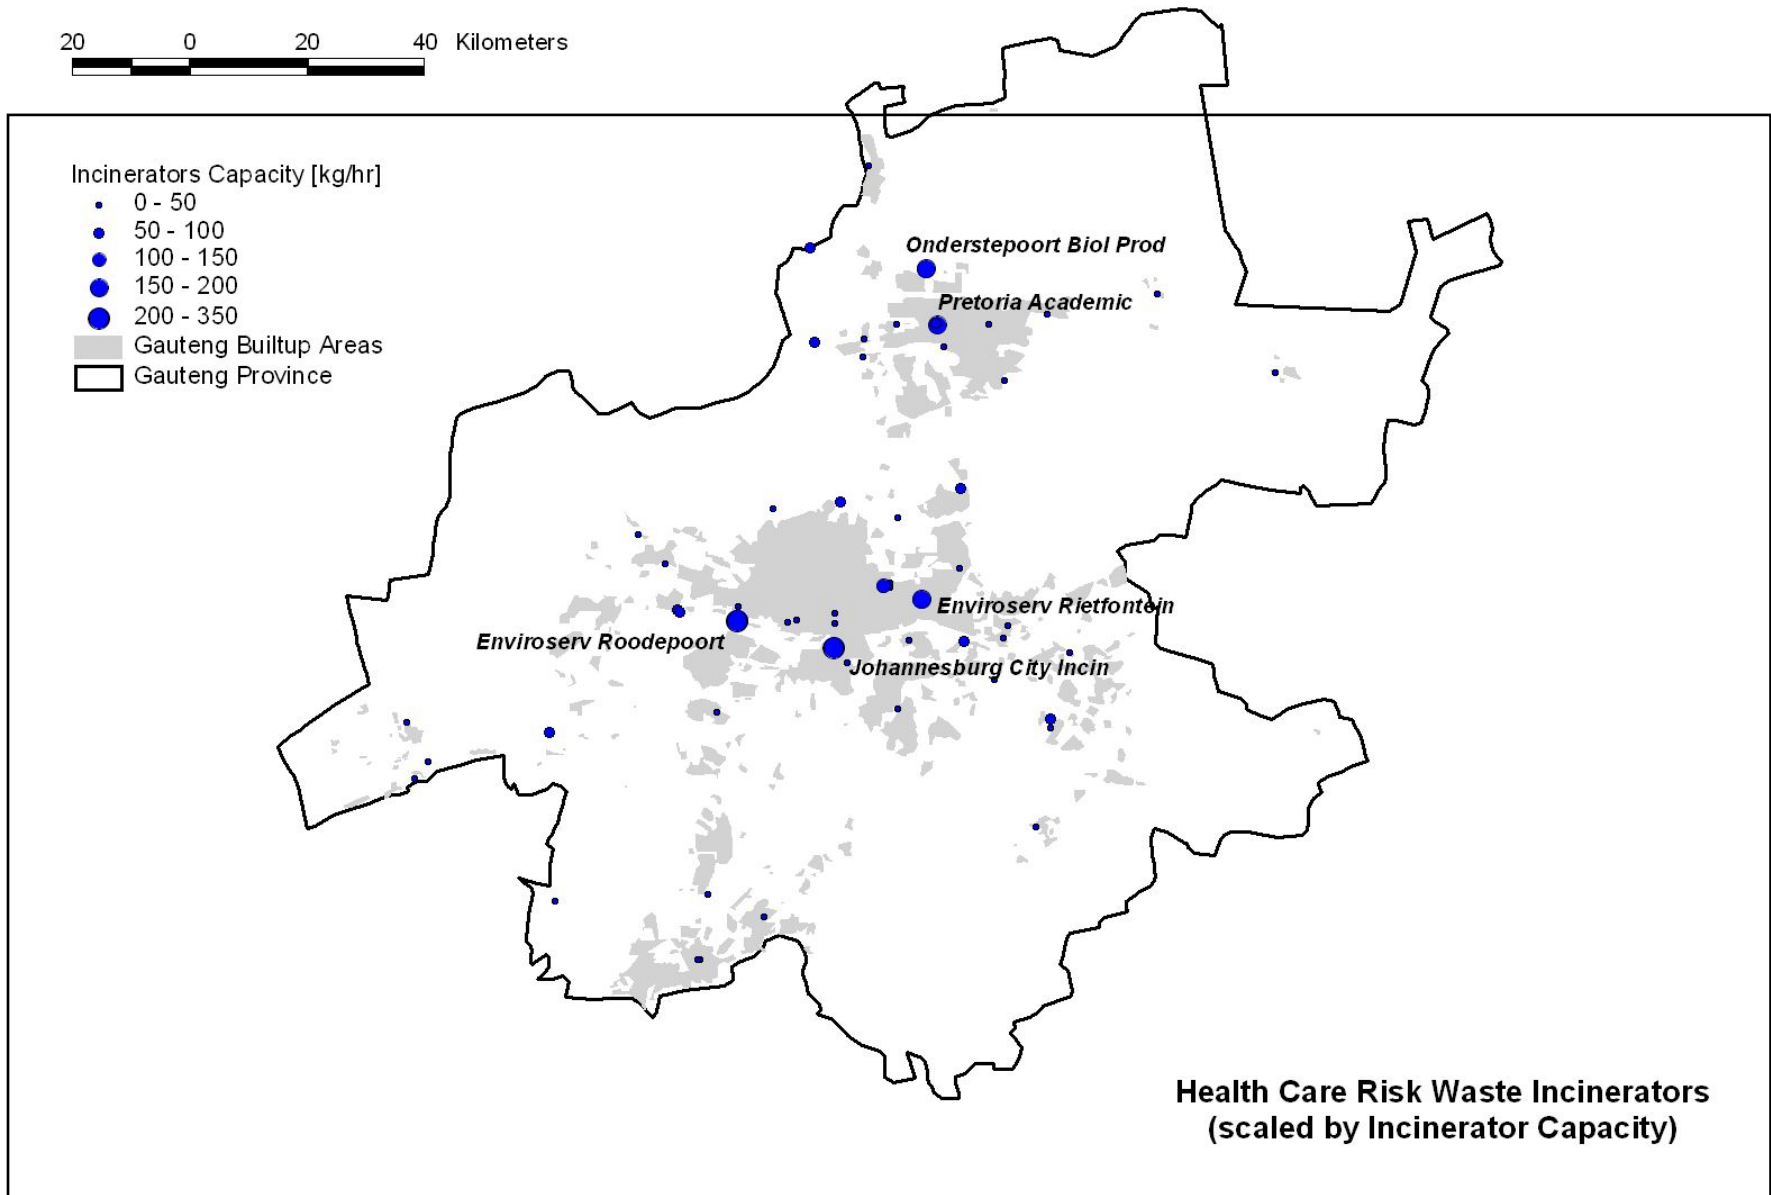 20 0 20 40 Kilometers
Incinerators Capacity [kg/hr]
0 - 50
50 - 100
100 - 150
150 - 200
200 - 350
Gauteng Builtup Areas
Gauteng Province
Onderstepoort Biol Prod
Pretoria Academic
Enviroserv Rietfontein
Enviroserv Roodepoort
Johannesburg City Incin
Health Care Risk Waste Incinerators
(scaled by Incinerator Capacity)